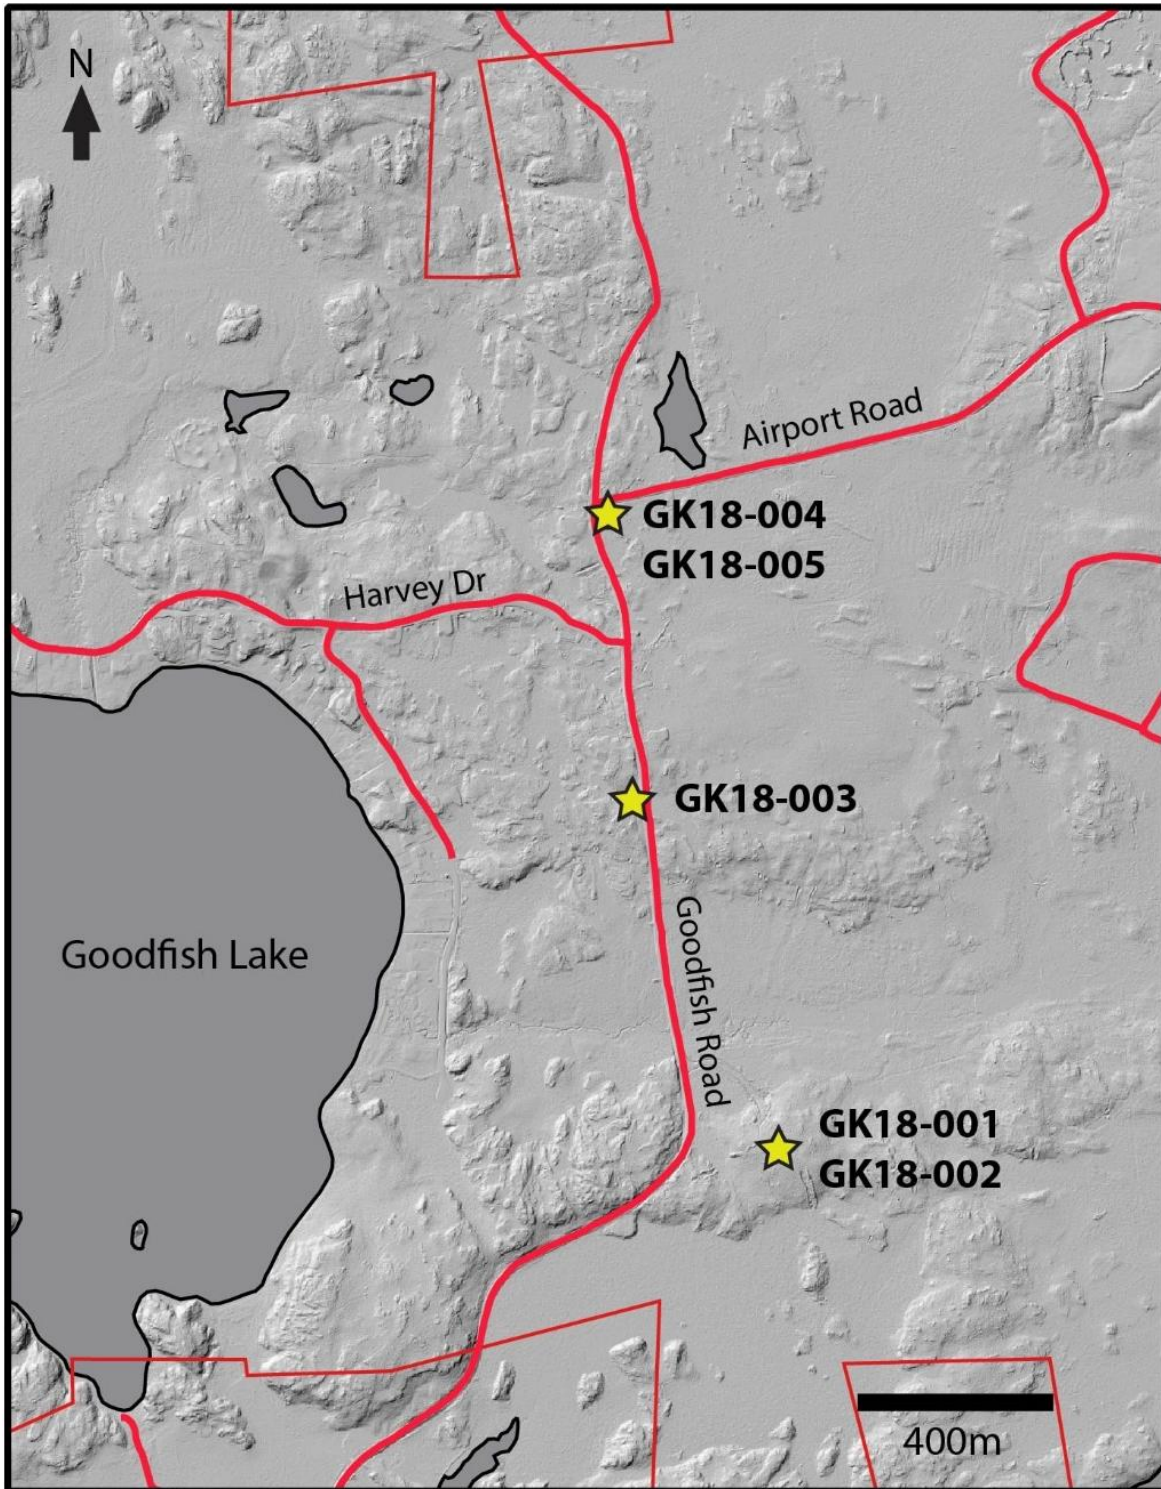 N
Airport Road
GK18-004
GK18-005
Harvey Dr
GK18-003
Goodfish Road
Goodfish Lake
GK18-001
GK18-002
400m